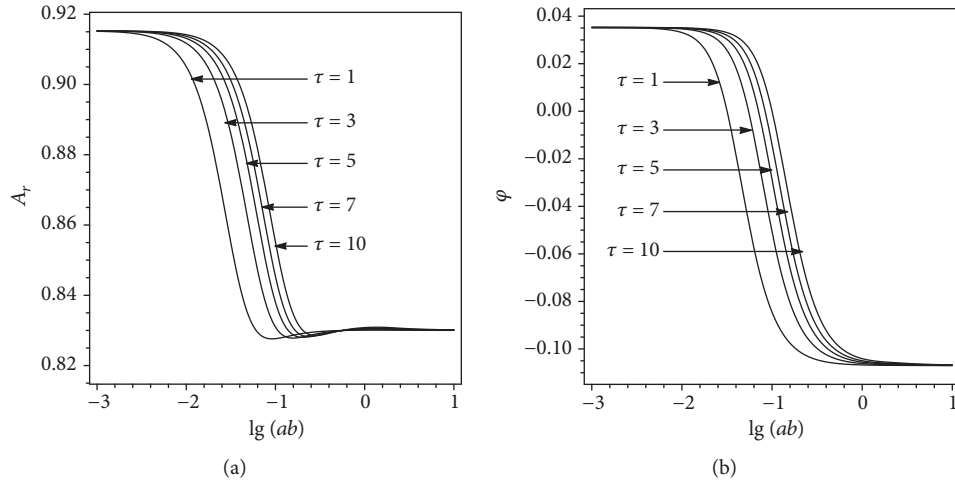 0.92
0.90
0.88
0.86
0.84
0.82
A_r
τ = 1
τ = 3
τ = 5
τ = 7
τ = 10
−3
−2
−1
0
1
lg (ab)
(a)
0.04
0.02
0.00
−0.02
−0.04
−0.06
−0.08
−0.10
φ
τ = 1
τ = 3
τ = 5
τ = 7
τ = 10
−3
−2
−1
0
1
lg (ab)
(b)